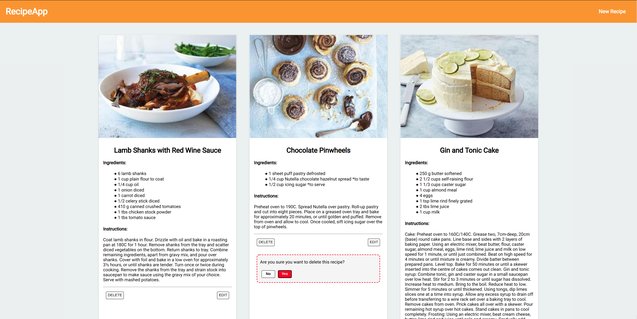 RecipeApp
New Recipe
Lamb Shanks with Red Wine Sauce
Ingredients:
6 lamb shanks
1 cup plain flour to coat
1/4 cup oil
1 onion diced
1 carrot diced
1/2 celery stick diced
410 g canned crushed tomatoes
1 tbs chicken stock powder
1 tbs tomato sauce
Instructions:
Coat lamb shanks in flour. Drizzle with oil and bake in a roasting
pan at 180C for 1 hour. Remove shanks from the tray and scatter
diced vegetables on the bottom. Return shanks to tray. Combine
remaining ingredients, apart from gravy mix, and pour over
shanks. Cover with foil and bake in a low oven for approximately
3½ hours, or until shanks are tender. Turn once or twice during
cooking. Remove the shanks from the tray and strain stock into
saucepan to make sauce using the gravy mix of your choice.
Serve with mashed potatoes.
DELETE
EDIT
Chocolate Pinwheels
Ingredients:
1 sheet puff pastry defrosted
1/4 cup Nutella chocolate hazelnut spread *to taste
1/2 cup icing sugar *to serve
Instructions:
Preheat oven to 190C. Spread Nutella over pastry. Roll-up pastry
and cut into eight pieces. Place on a greased oven tray and bake
for approximately 20 minutes, or until golden and puffed. Remove
from oven and allow to cool. Once cooled, sift icing sugar over the
top of pinwheels.
DELETE
EDIT
Are you sure you want to delete this recipe?
No
Yes
Gin and Tonic Cake
Ingredients:
250 g butter softened
2 1/2 cups self-raising flour
1 1/3 cups caster sugar
1 cup almond meal
4 eggs
1 tsp lime rind finely grated
2 tbs lime juice
1 cup milk
Instructions:
Cake: Preheat oven to 160C/140C. Grease two, 7cm-deep, 20cm
(base) round cake pans. Line bases and sides with 2 layers of
baking paper. Using an electric mixer, beat butter, flour, caster
sugar, almond meal, eggs, lime rind, lime juice and milk on low
speed for 1 minute, or until just combined. Beat on high speed for
4 minutes or until mixture is creamy. Divide batter between
prepared pans. Level top. Bake for 50 minutes or until a skewer
inserted into the centre of cakes comes out clean. Gin and tonic
syrup: Combine tonic, gin and caster sugar in a small saucepan
over low heat. Stir for 2 to 3 minutes or until sugar has dissolved.
Increase heat to medium. Bring to the boil. Reduce heat to low.
Simmer for 5 minutes or until thickened. Using tongs, dip limes
slices one at a time into syrup. Allow any excess syrup to drain off
before transferring to a wire rack set over a baking tray to cool.
Remove cakes from oven. Prick cakes all over with a skewer. Pour
remaining hot syrup over hot cakes. Stand cakes in pans to cool
completely. Frosting: Using an electric mixer, beat cream cheese,